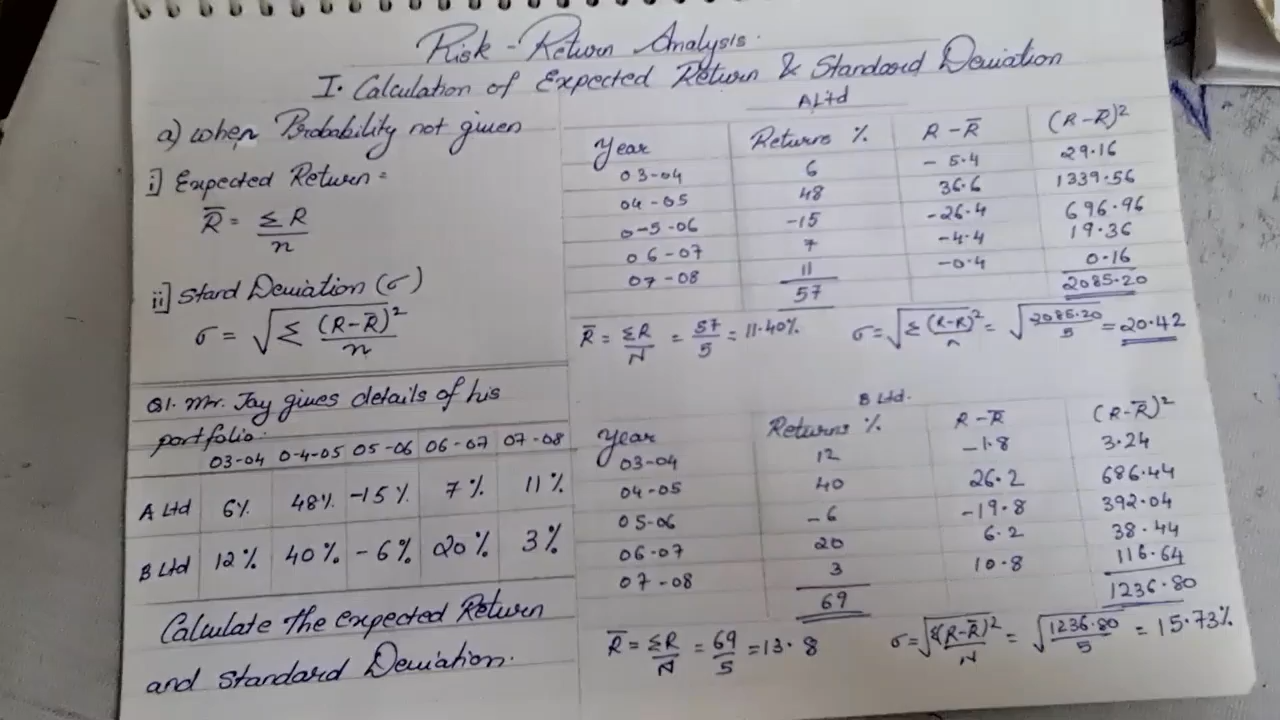 Risk - Return Analysis.
I. Calculation of Expected Return & Standard Deviation
a) when Probability not given
i] Expected Return =
R̄ = ΣR / n
ii] Stard Deviation (σ)
σ = √Σ (R-R̄)² / n
Q1. Mr. Jay gives details of his
portfolio.
03-04 0-4-05 05-06 06-07 07-08
A Ltd 6% 48% -15% 7% 11%
B Ltd 12% 40% -6% 20% 3%
Calculate the expected Return
and Standard Deviation.
A Ltd
Year Returns % R-R̄ (R-R̄)²
03-04 6 -5.4 29.16
04-05 48 36.6 1339.56
0-5-06 -15 -26.4 696.96
06-07 7 -4.4 19.36
07-08 11 -0.4 0.16
57 2085.20
R̄ = ΣR / N = 57 / 5 = 11.40% σ = √Σ (R-R)² / n = √2085.20 / 5 = 20.42
B Ltd.
Year Returns % R-R̄ (R-R̄)²
03-04 12 -1.8 3.24
04-05 40 26.2 686.44
05-06 -6 -19.8 392.04
06-07 20 6.2 38.44
07-08 3 10.8 116.64
69 1236.80
R̄ = ΣR / N = 69 / 5 = 13.8 σ = √Σ(R-R̄)² / N = √1236.80 / 5 = 15.73%